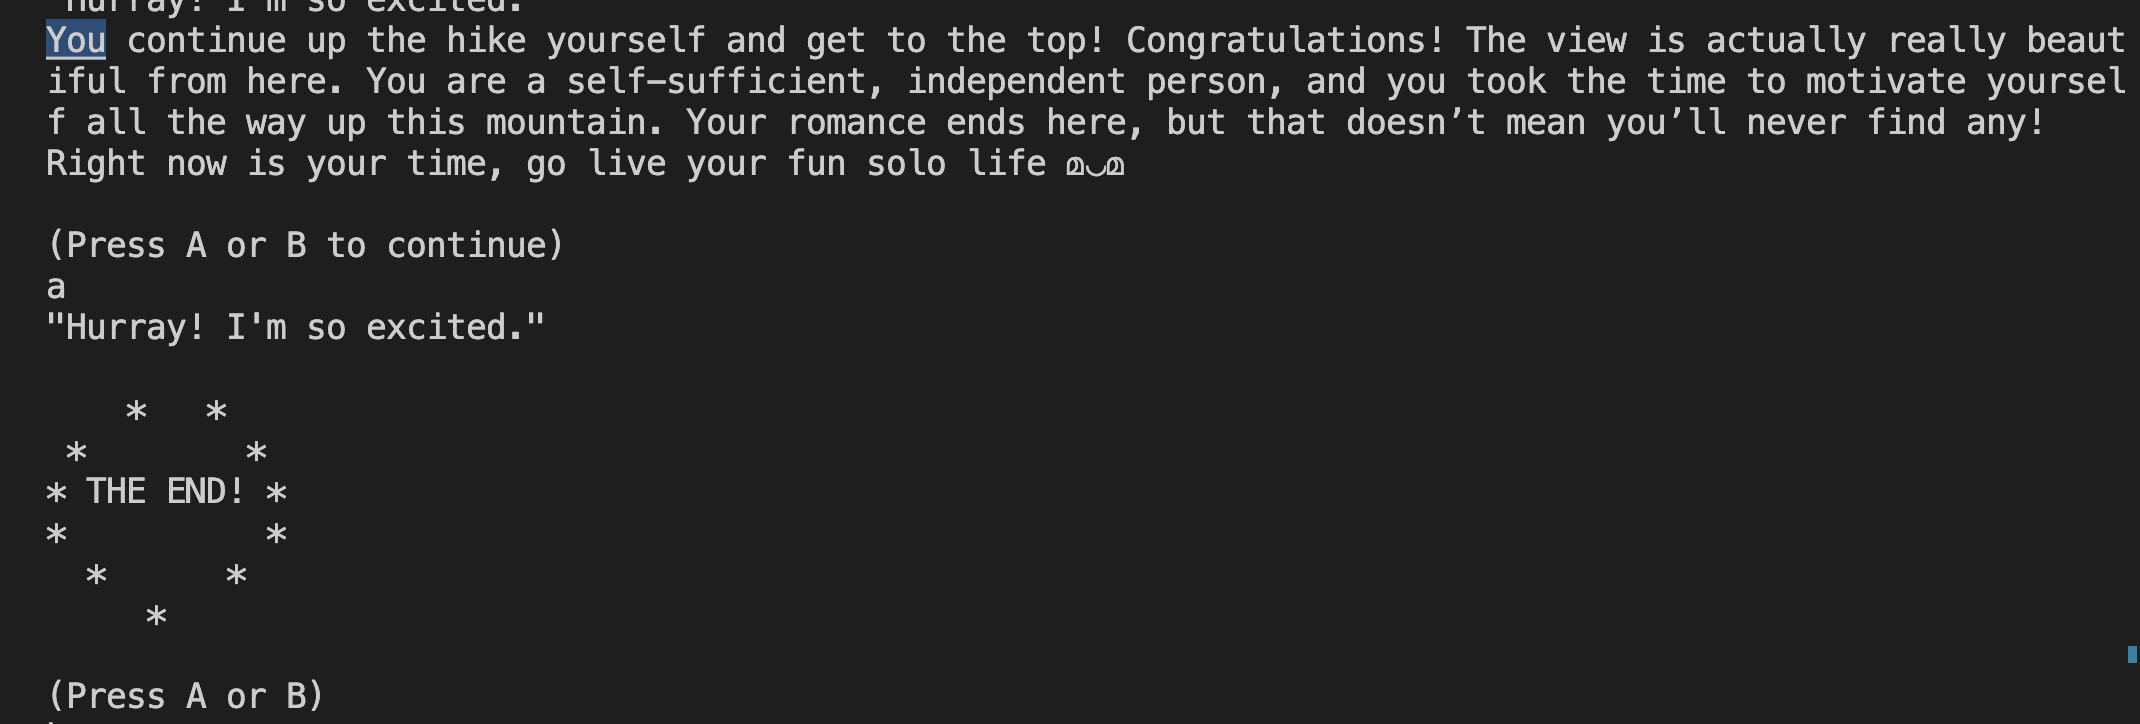 "Hurray! I'm so excited."
You continue up the hike yourself and get to the top! Congratulations! The view is actually really beaut
iful from here. You are a self-sufficient, independent person, and you took the time to motivate yoursel
f all the way up this mountain. Your romance ends here, but that doesn’t mean you’ll never find any!
Right now is your time, go live your fun solo life ത‿ത

(Press A or B to continue)
a
"Hurray! I'm so excited."

    *   *
 *        *
* THE END! *
*          *
  *      *
     *

(Press A or B)